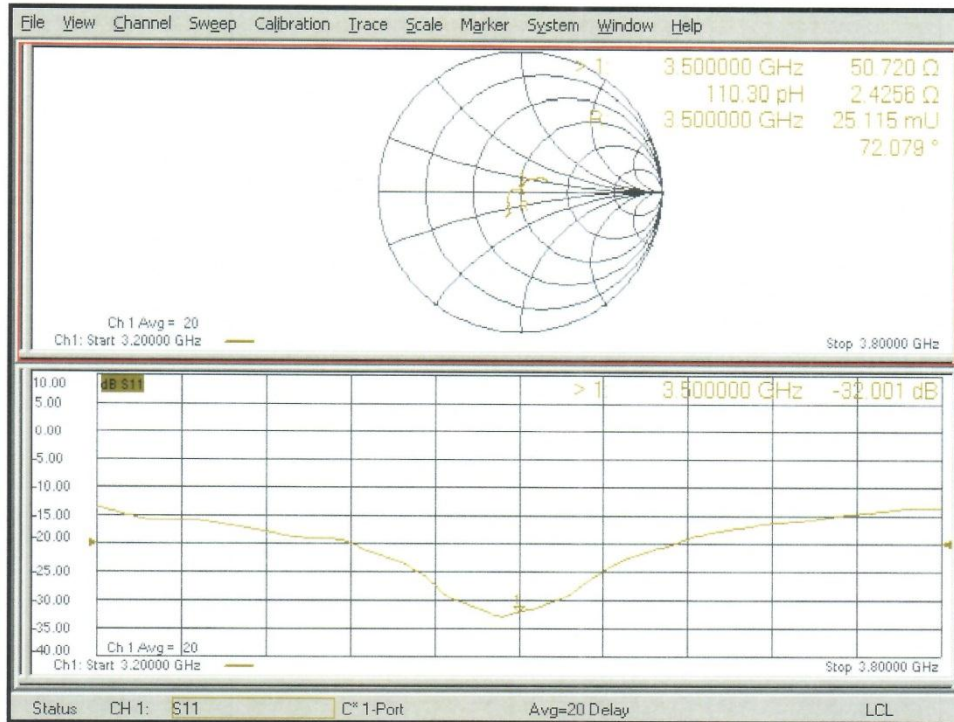 File View Channel Sweep Calibration Trace Scale Marker System Window Help
> 1 3.500000 GHz 50.720 Ω
110.30 pH 2.4256 Ω
3.500000 GHz 25.115 mU
72.079 °
Ch 1 Avg = 20
Ch1: Start 3.20000 GHz
Stop 3.80000 GHz
10.00
dB S11
> 1 3.500000 GHz -32.001 dB
5.00
0.00
-5.00
-10.00
-15.00
-20.00
-25.00
-30.00
1
-35.00
-40.00
Ch 1 Avg = 20
Ch1: Start 3.20000 GHz
Stop 3.80000 GHz
Status CH 1: S11 C* 1-Port Avg=20 Delay LCL